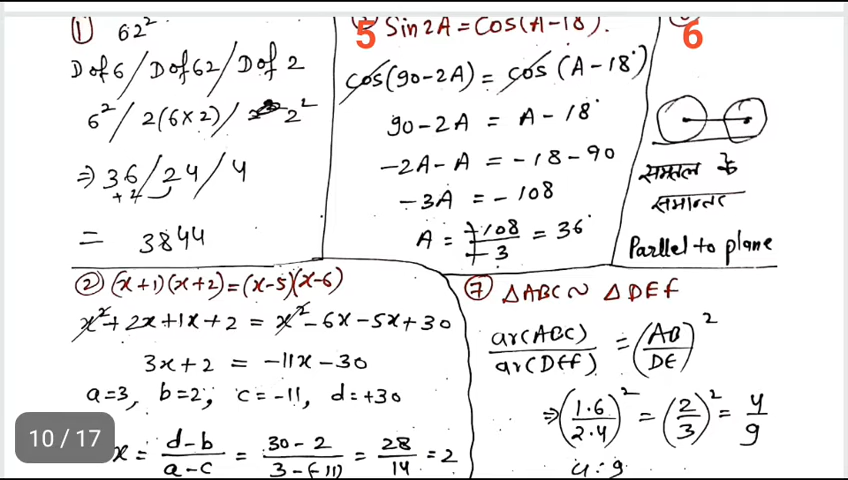 ① 62²
D of 6 / D of 62 / D of 2
6² / 2(6×2) / 2²
⇒ 36 / 24 / 4
+2
= 3844
5 Sin2A = Cos(A-18°).
cos(90-2A) = cos(A-18°)
90-2A = A-18°
-2A-A = -18-90
-3A = -108
A = -108/-3 = 36°
6
समतल के
समान्तर
Parllel to plane
② (x+1)(x+2)=(x-5)(x-6)
x²+2x+1x+2 = x²-6x-5x+30
3x+2 = -11x-30
a=3, b=2, c=-11, d=+30
x = d-b/a-c = 30-2/3-(-11) = 28/14 = 2
⑦ △ABC ~ △DEF
ar(ABC)/ar(DEF) = (AB/DE)²
⇒ (1.6/2.4)² = (2/3)² = 4/9
4:9
10 / 17